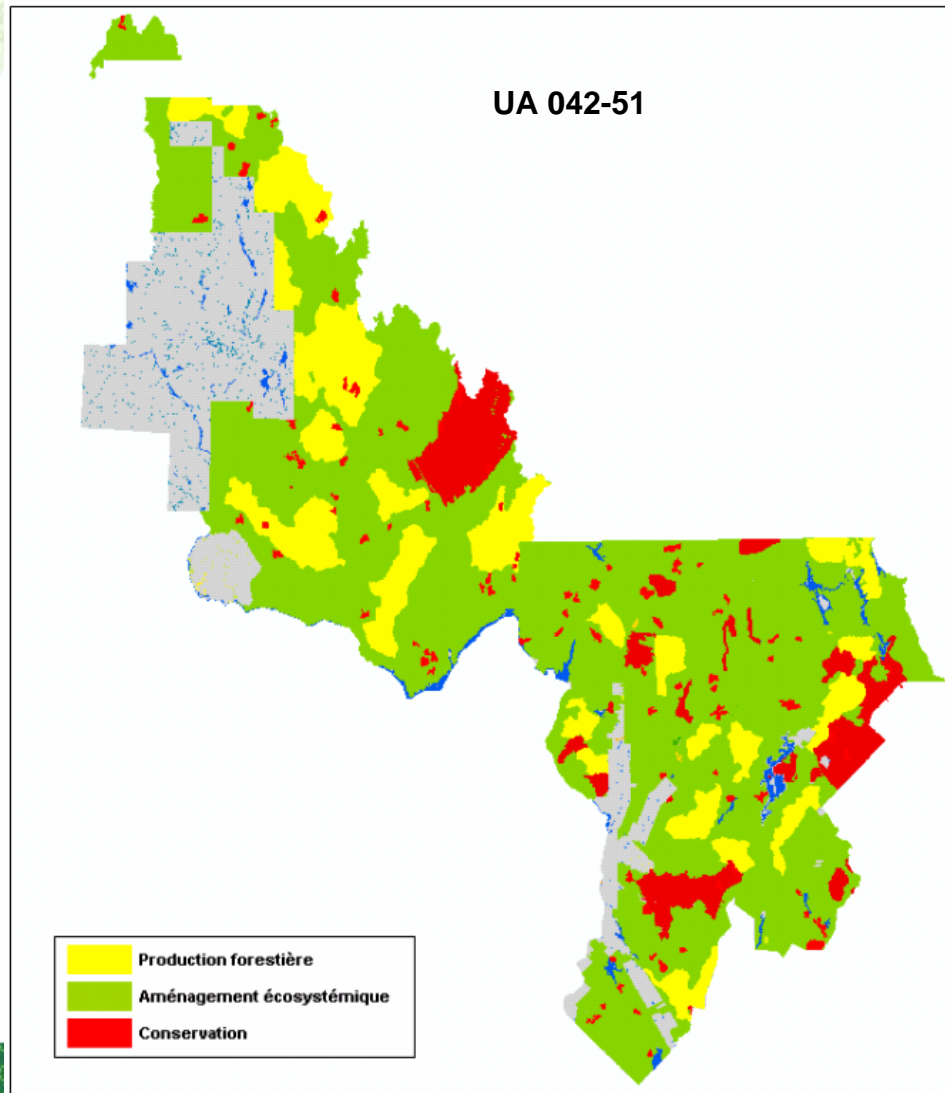 UA 042-51
Production forestière
Aménagement écosystémique
Conservation